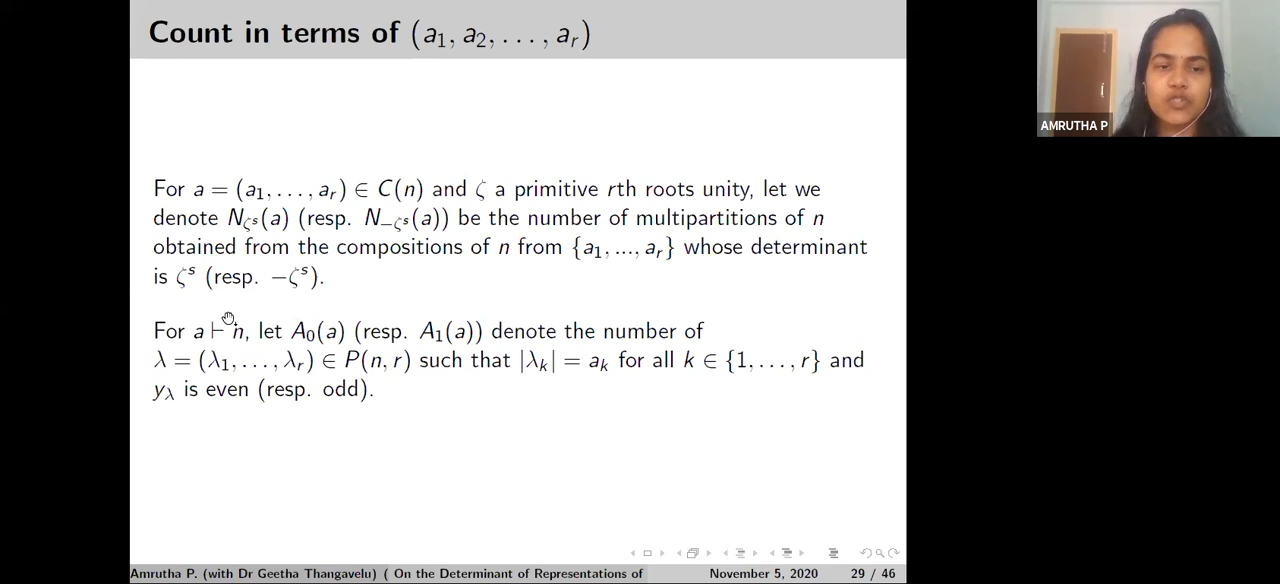 Count in terms of (a₁, a₂, . . . , aᵣ)
For a = (a₁, . . . , aᵣ) ∈ C(n) and ζ a primitive rth roots unity, let we
denote N_{ζˢ}(a) (resp. N_{−ζˢ}(a)) be the number of multipartitions of n
obtained from the compositions of n from {a₁, ..., aᵣ} whose determinant
is ζˢ (resp. −ζˢ).
For a ⊢ n, let A₀(a) (resp. A₁(a)) denote the number of
λ = (λ₁, . . . , λᵣ) ∈ P(n, r) such that |λₖ| = aₖ for all k ∈ {1, . . . , r} and
y_λ is even (resp. odd).
AMRUTHA P
Amrutha P. (with Dr Geetha Thangavelu) ( On the Determinant of Representations of November 5, 2020 29 / 46